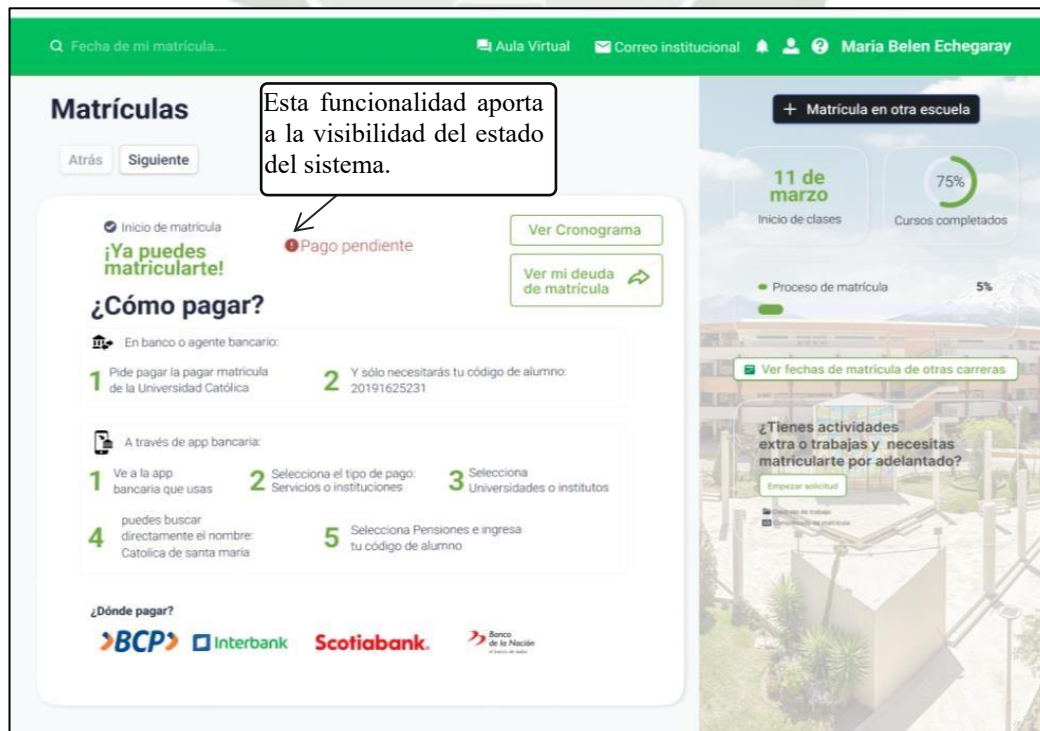 Fecha de mi matrícula...
Aula Virtual
Correo institucional
Maria Belen Echegaray
Matrículas
Atrás
Siguiente
Esta funcionalidad aporta
a la visibilidad del estado
del sistema.
Inicio de matrícula
¡Ya puedes
matricularte!
Pago pendiente
Ver Cronograma
Ver mi deuda
de matrícula
¿Cómo pagar?
En banco o agente bancario:
1 Pide pagar la pagar matricula
de la Universidad Católica
2 Y sólo necesitarás tu código de alumno:
20191625231
A través de app bancaria:
1 Ve a la app
bancaria que usas
2 Selecciona el tipo de pago:
Servicios o instituciones
3 Selecciona
Universidades o institutos
4 puedes buscar
directamente el nombre:
Catolica de santa maria
5 Selecciona Pensiones e ingresa
tu código de alumno
¿Dónde pagar?
BCP
Interbank
Scotiabank.
Banco
de la Nación
+ Matrícula en otra escuela
11 de
marzo
Inicio de clases
75%
Cursos completados
Proceso de matrícula
5%
Ver fechas de matrícula de otras carreras
¿Tienes actividades
extra o trabajas y necesitas
matricularte por adelantado?
Empezar solicitud